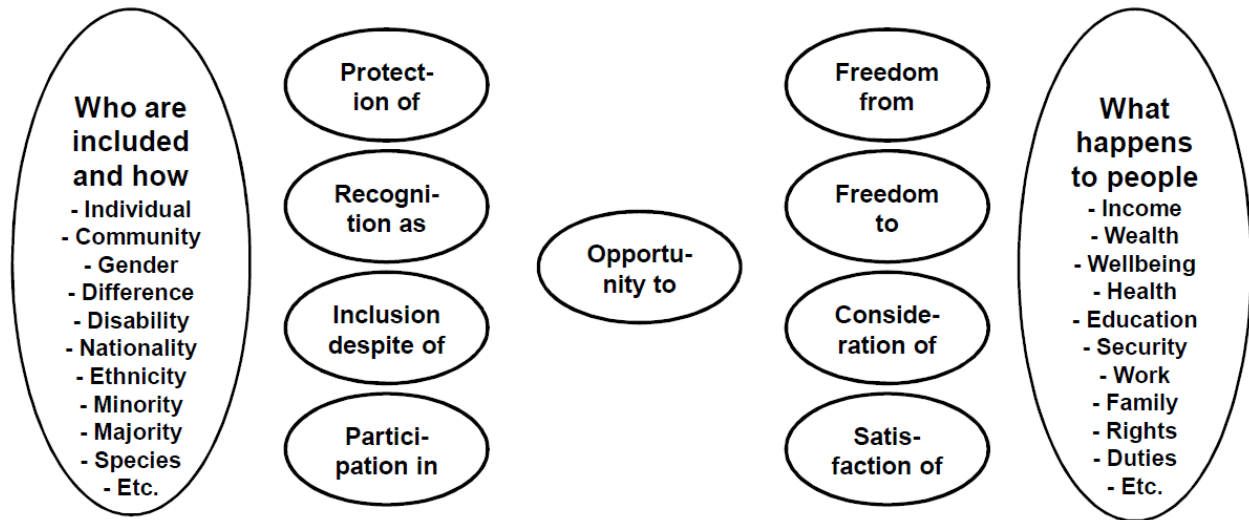 Who are
included
and how
- Individual
- Community
- Gender
- Difference
- Disability
- Nationality
- Ethnicity
- Minority
- Majority
- Species
- Etc.
Protect-
ion of
Recogni-
tion as
Inclusion
despite of
Partici-
pation in
Opportu-
nity to
Freedom
from
Freedom
to
Conside-
ration of
Satis-
faction of
What
happens
to people
- Income
- Wealth
- Wellbeing
- Health
- Education
- Security
- Work
- Family
- Rights
- Duties
- Etc.